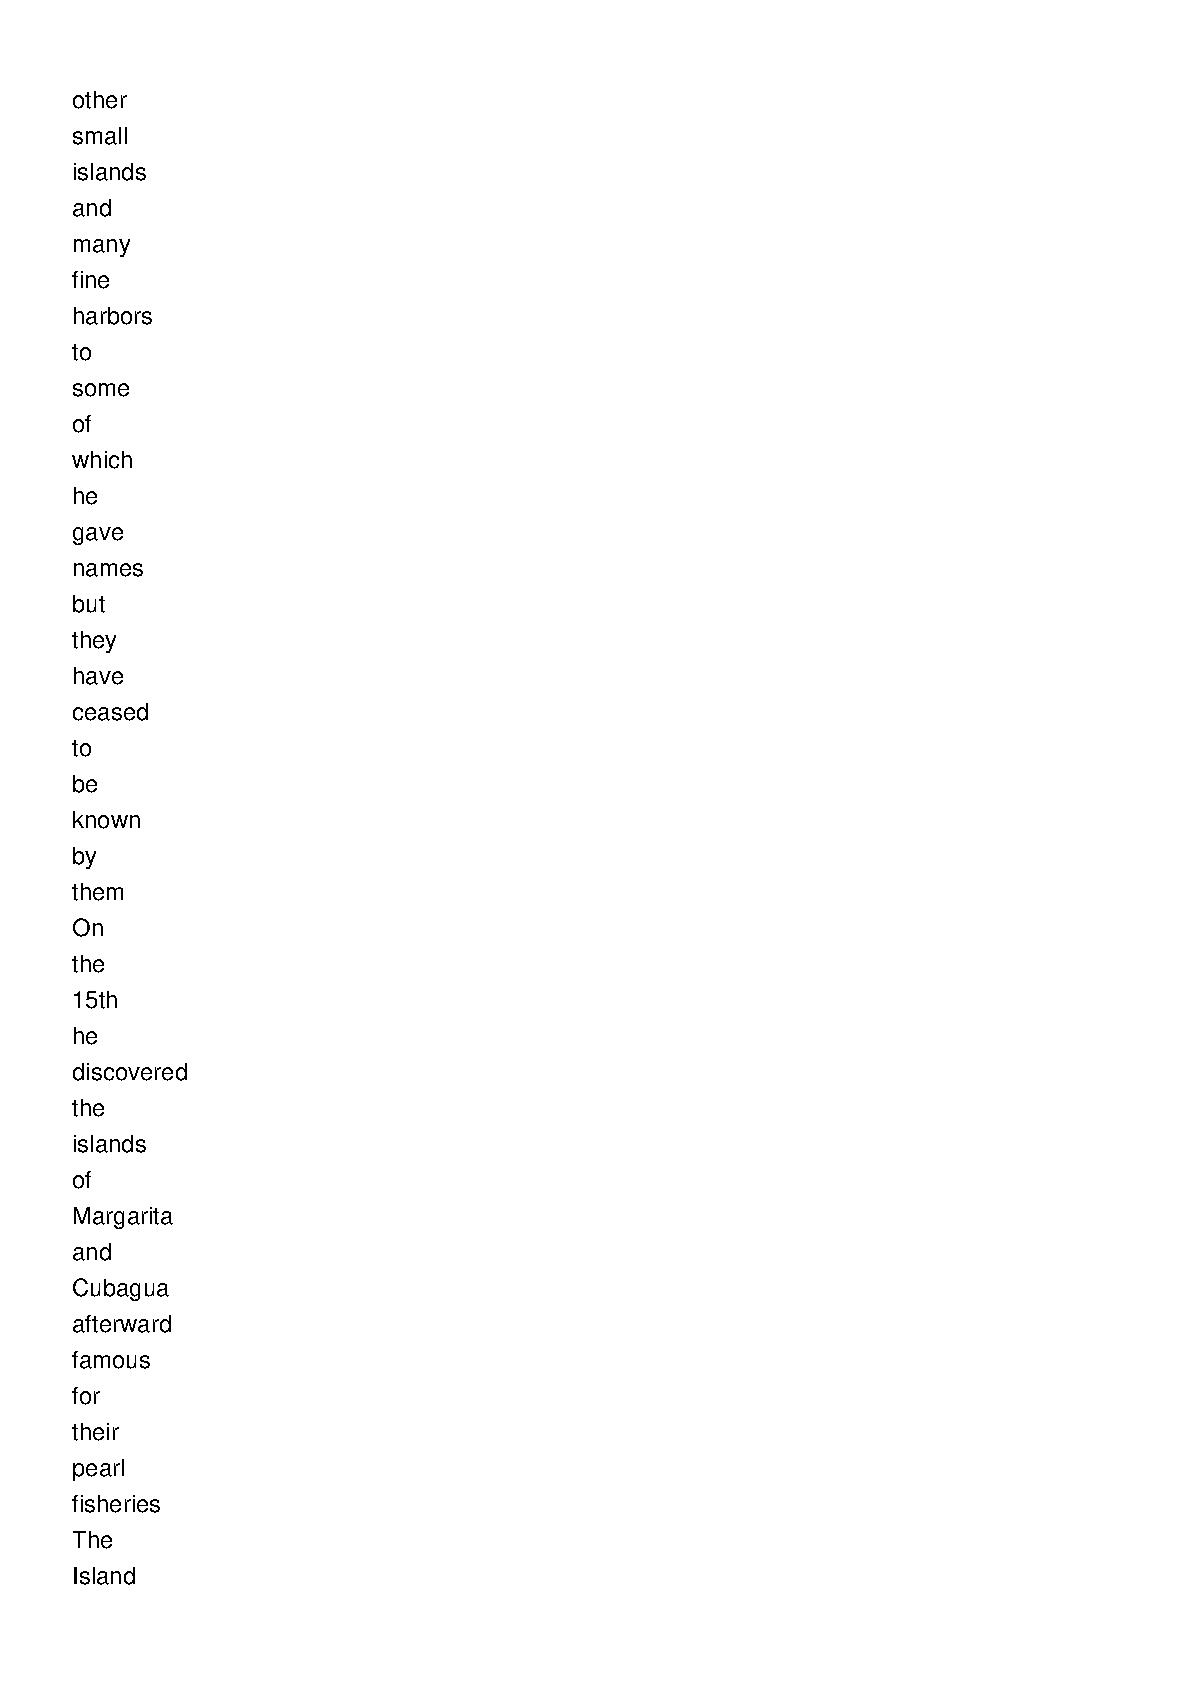 other
small
islands
and
many
fine
harbors
to
some
of
which
he
gave
names
but
they
have
ceased
to
be
known
by
them
On
the
15th
he
discovered
the
islands
of
Margarita
and
Cubagua
afterward
famous
for
their
pearl
fisheries
The
Island